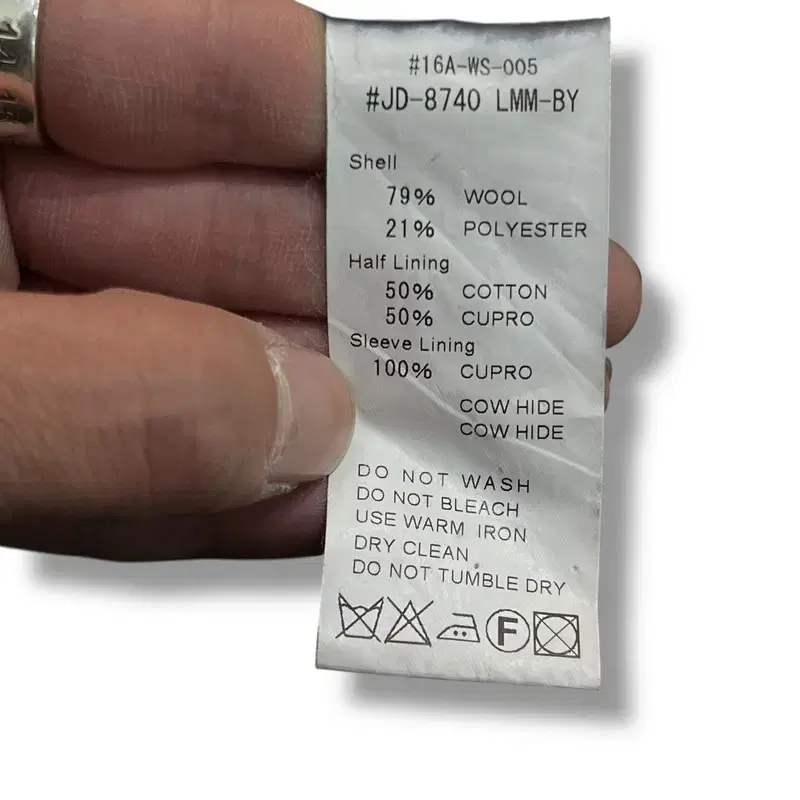 #16A-WS-005
#JD-8740 LMM-BY
Shell
79% WOOL
21% POLYESTER
Half Lining
50% COTTON
50% CUPRO
Sleeve Lining
100% CUPRO
COW HIDE
COW HIDE
DO NOT WASH
DO NOT BLEACH
USE WARM IRON
DRY CLEAN
DO NOT TUMBLE DRY
F